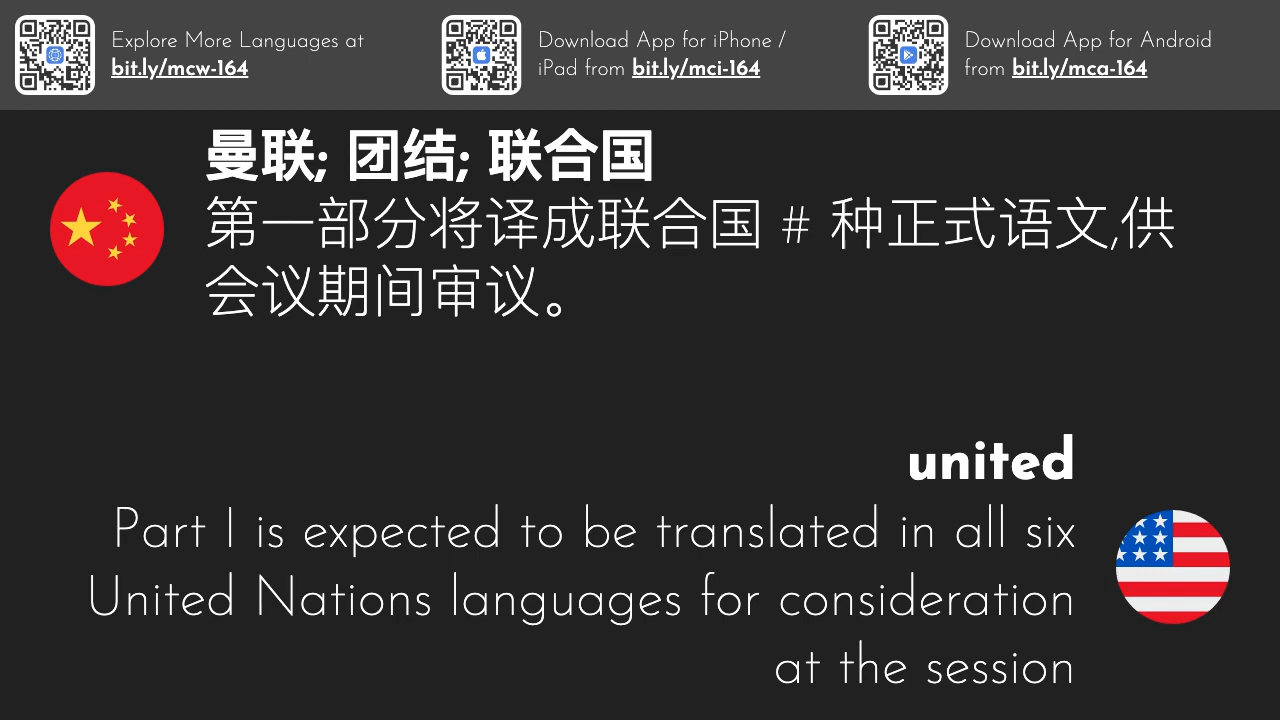 Explore More Languages at
bit.ly/mcw-164
Download App for iPhone /
iPad from bit.ly/mci-164
Download App for Android
from bit.ly/mca-164
曼联; 团结; 联合国
第一部分将译成联合国 # 种正式语文,供
会议期间审议。
united
Part I is expected to be translated in all six
United Nations languages for consideration
at the session